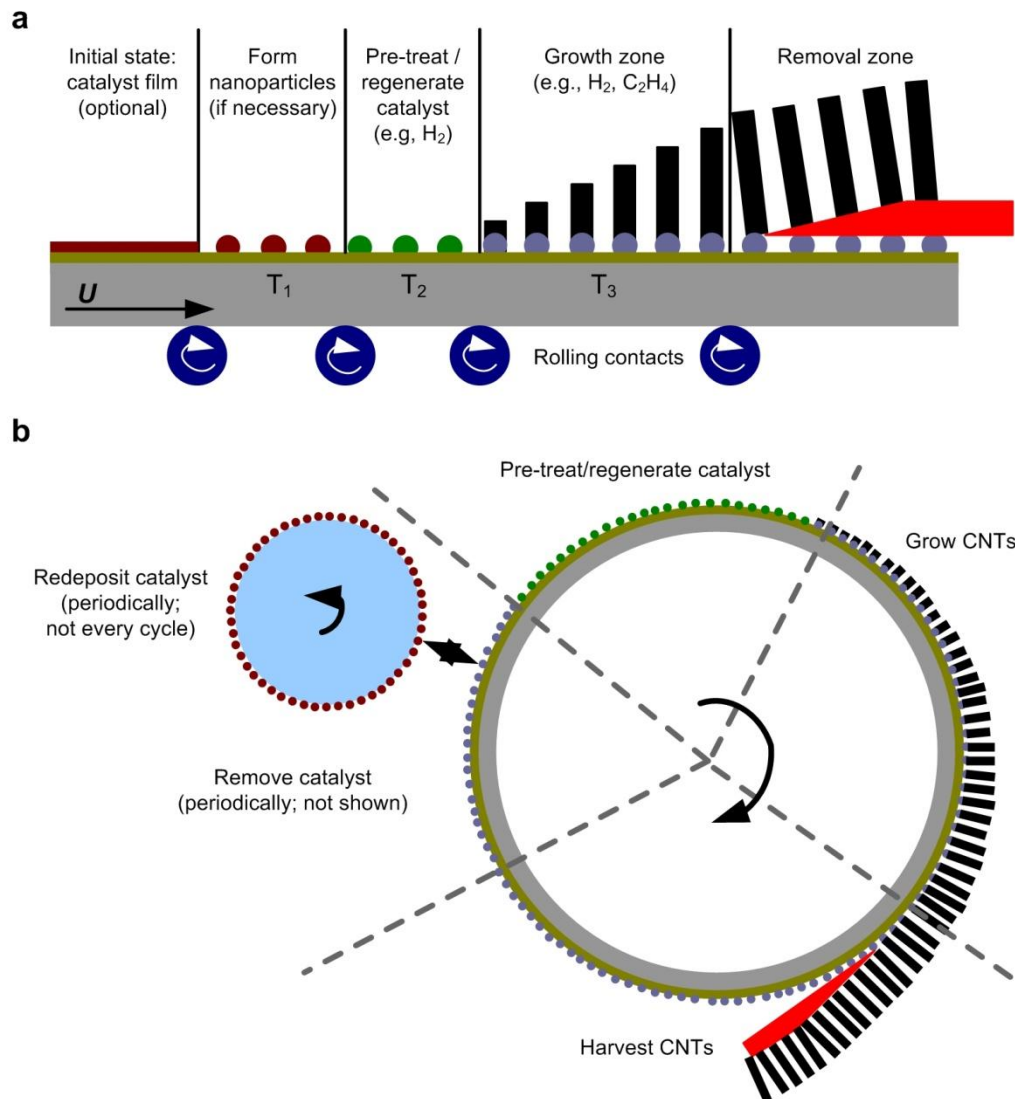 a
Initial state:
catalyst film
(optional)
Form
nanoparticles
(if necessary)
Pre-treat /
regenerate
catalyst
(e.g, H₂)
Growth zone
(e.g., H₂, C₂H₄)
Removal zone
T₁
T₂
T₃
U
Rolling contacts
b
Pre-treat/regenerate catalyst
Grow CNTs
Redeposit catalyst
(periodically;
not every cycle)
Remove catalyst
(periodically; not shown)
Harvest CNTs